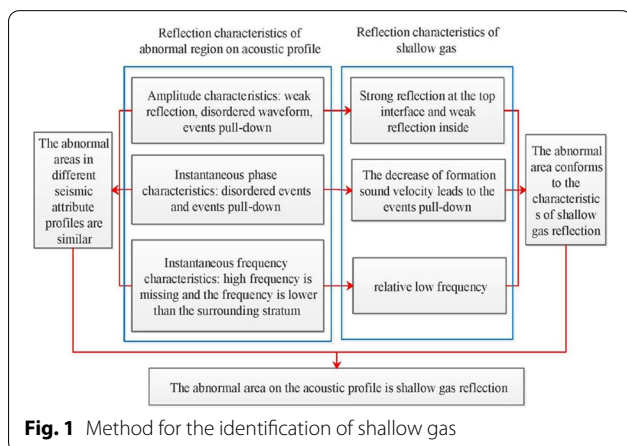 Reflection characteristics of
abnormal region on acoustic profile
Reflection characteristics of
shallow gas
The abnormal
areas in
different
seismic
attribute
profiles are
similar
Amplitude characteristics: weak
reflection, disordered waveform,
events pull-down
Instantaneous phase
characteristics: disordered events
and events pull-down
Instantaneous frequency
characteristics: high frequency is
missing and the frequency is lower
than the surrounding stratum
Strong reflection at the top
interface and weak
reflection inside
The decrease of formation
sound velocity leads to the
events pull-down
relative low frequency
The abnormal
area conforms
to the
characteristic
s of shallow
gas reflection
The abnormal area on the acoustic profile is shallow gas reflection
Fig. 1 Method for the identification of shallow gas